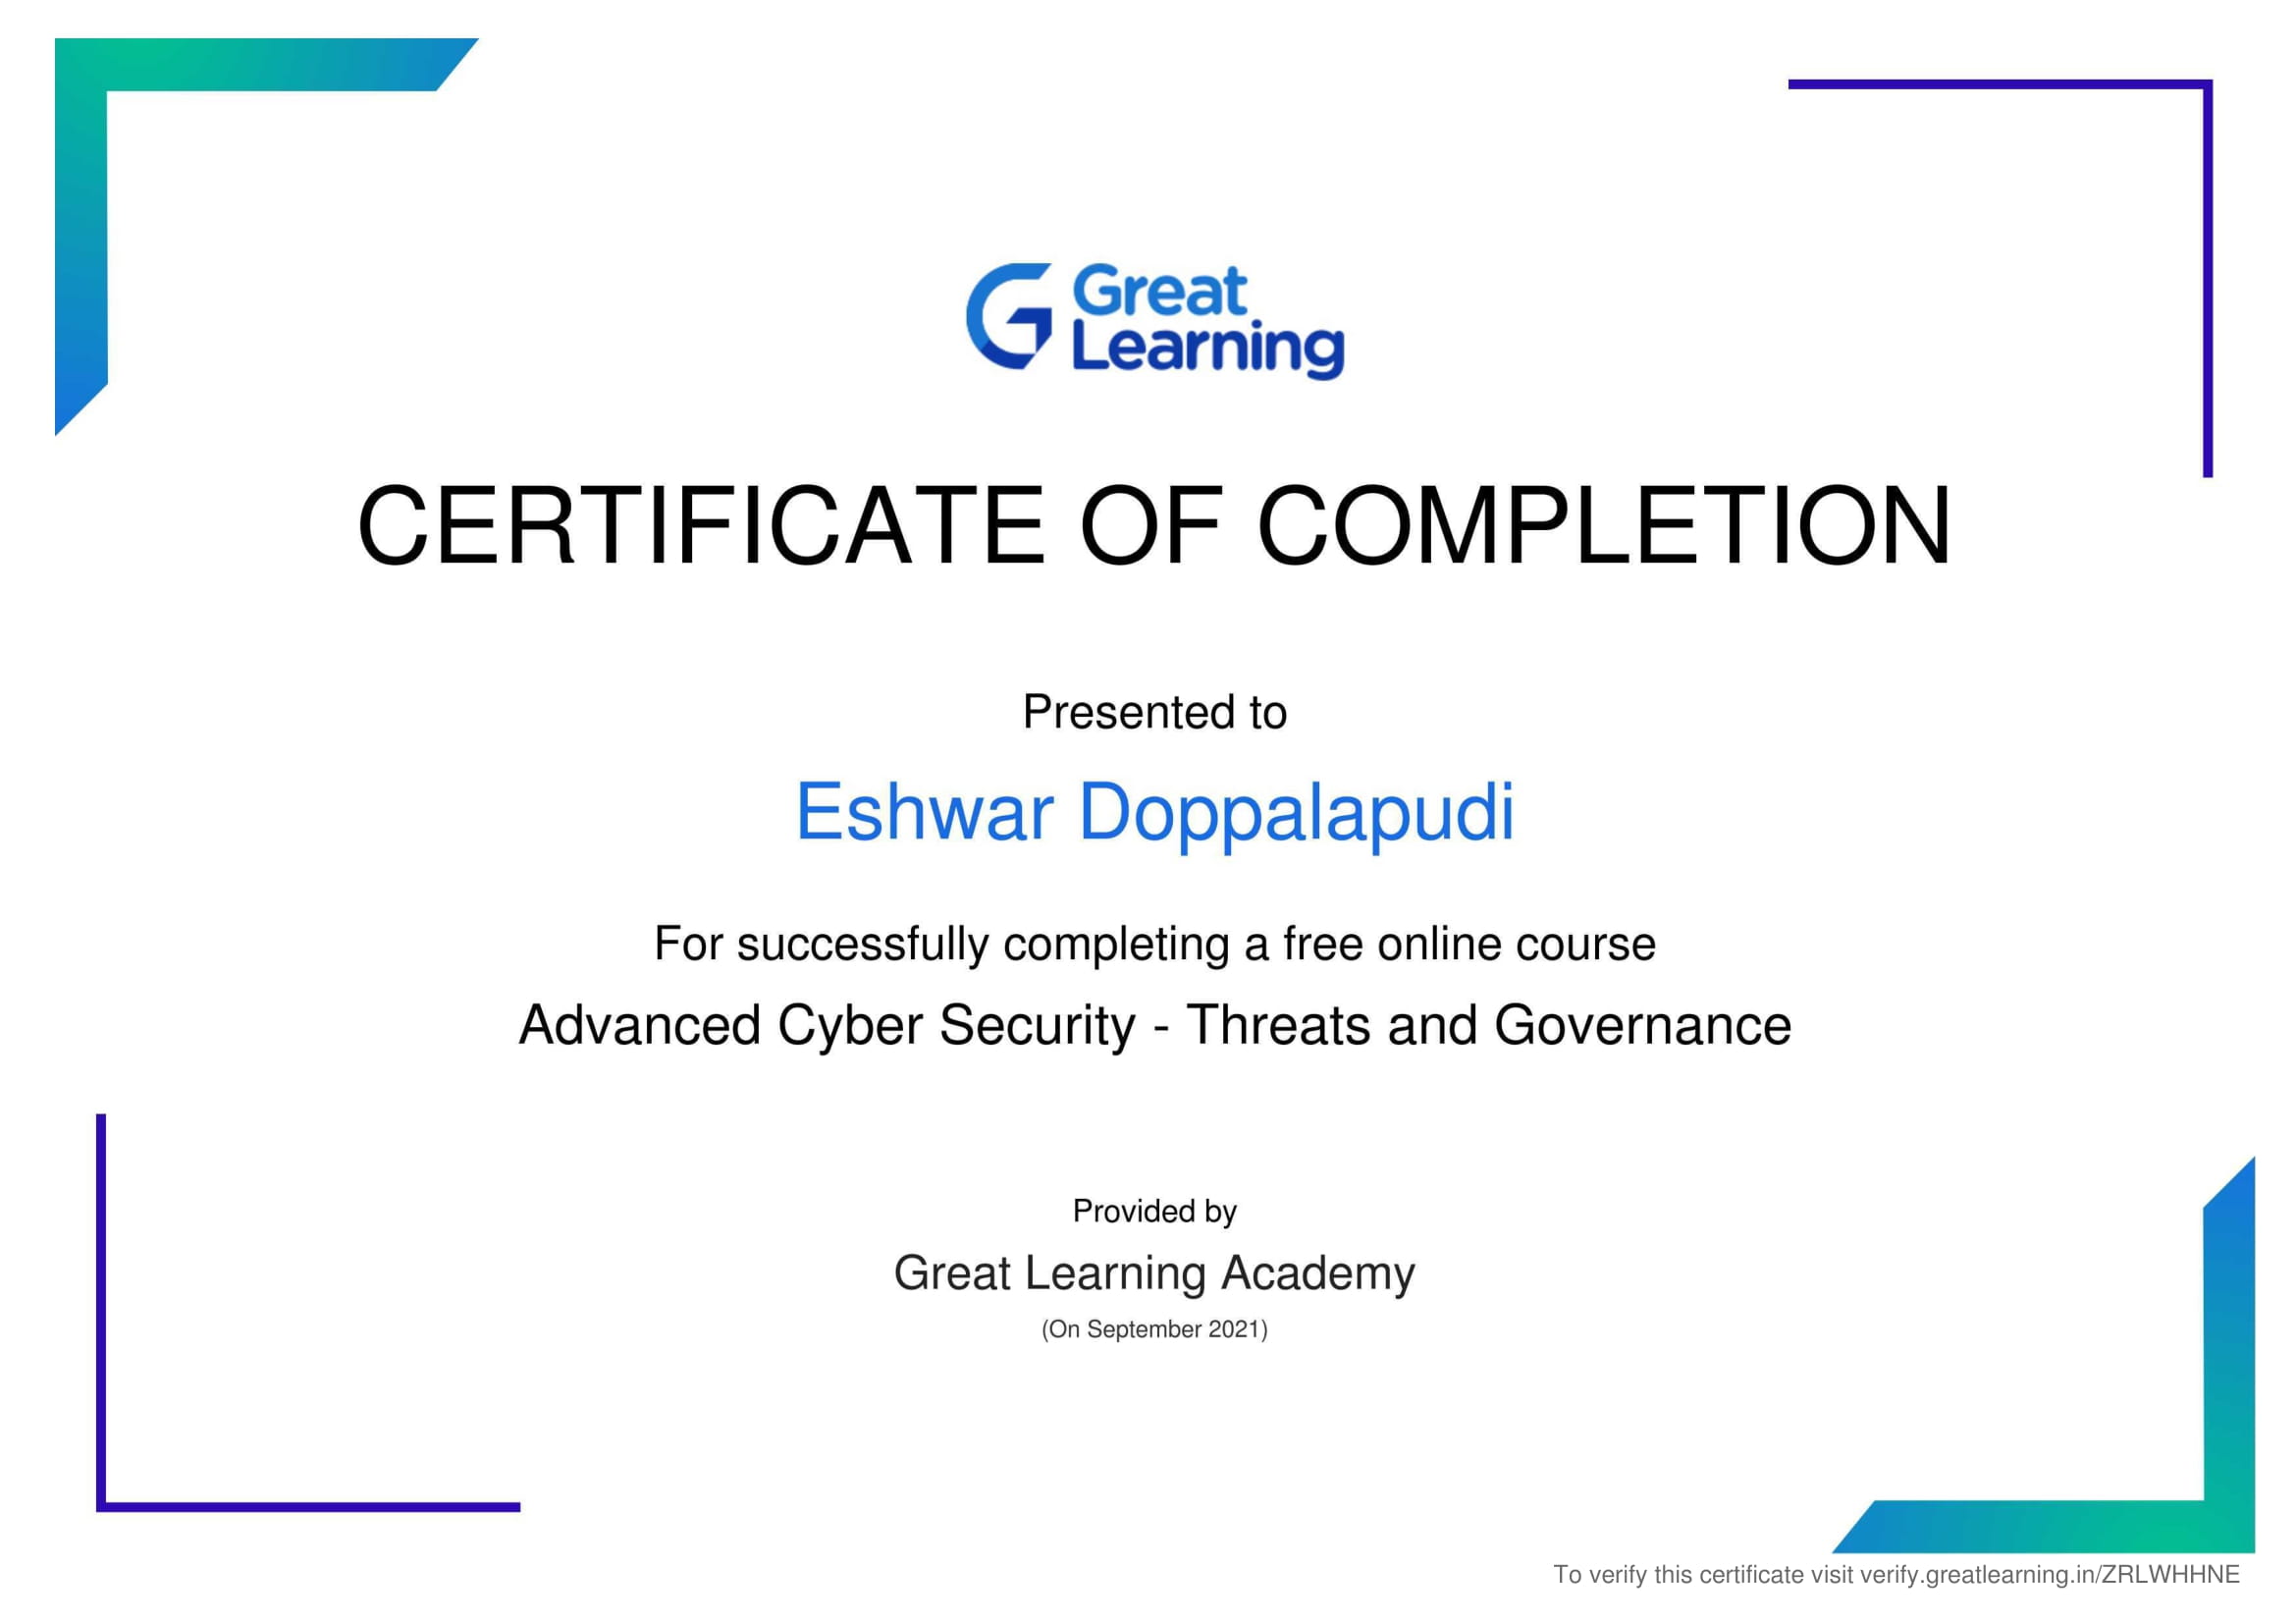 Great
Learning
CERTIFICATE OF COMPLETION
Presented to
Eshwar Doppalapudi
For successfully completing a free online course
Advanced Cyber Security - Threats and Governance
Provided by
Great Learning Academy
(On September 2021)
To verify this certificate visit verify.greatlearning.in/ZRLWHHNE